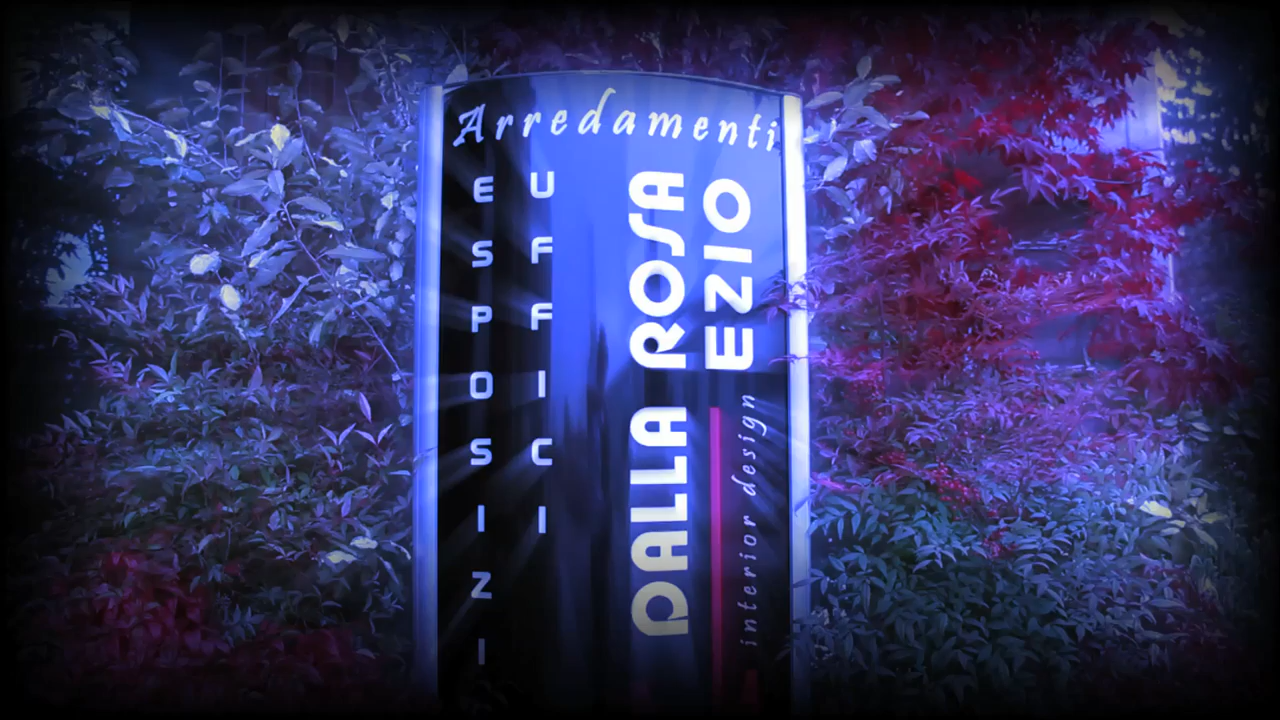 Arredamenti
ESPOSIZI
UFFICI
DALLA ROSA
EZIO
interior design